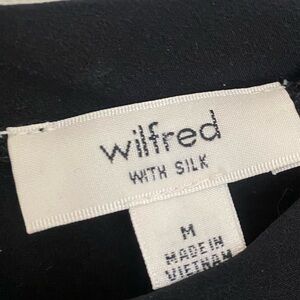 wilfred
WITH SILK
M
MADE IN
VIETNAM